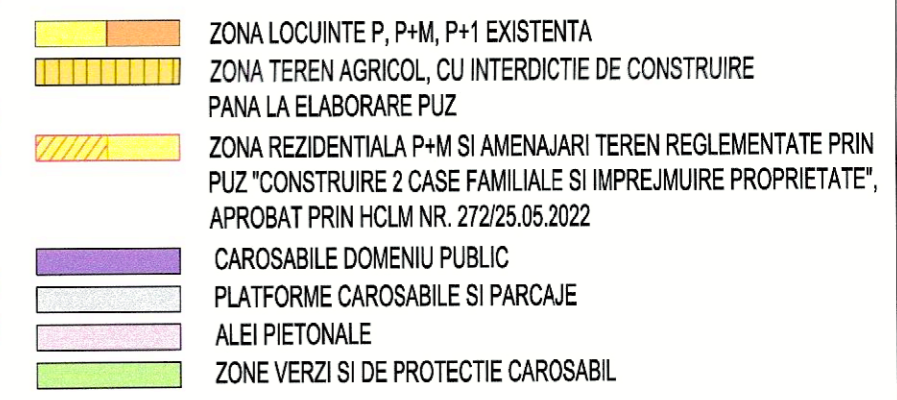 ZONA LOCUINTE P, P+M, P+1 EXISTENTA
ZONA TEREN AGRICOL, CU INTERDICTIE DE CONSTRUIRE
PANA LA ELABORARE PUZ
ZONA REZIDENTIALA P+M SI AMENAJARI TEREN REGLEMENTATE PRIN
PUZ "CONSTRUIRE 2 CASE FAMILIALE SI IMPREJMUIRE PROPRIETATE",
APROBAT PRIN HCLM NR. 272/25.05.2022
CAROSABILE DOMENIU PUBLIC
PLATFORME CAROSABILE SI PARCAJE
ALEI PIETONALE
ZONE VERZI SI DE PROTECTIE CAROSABIL